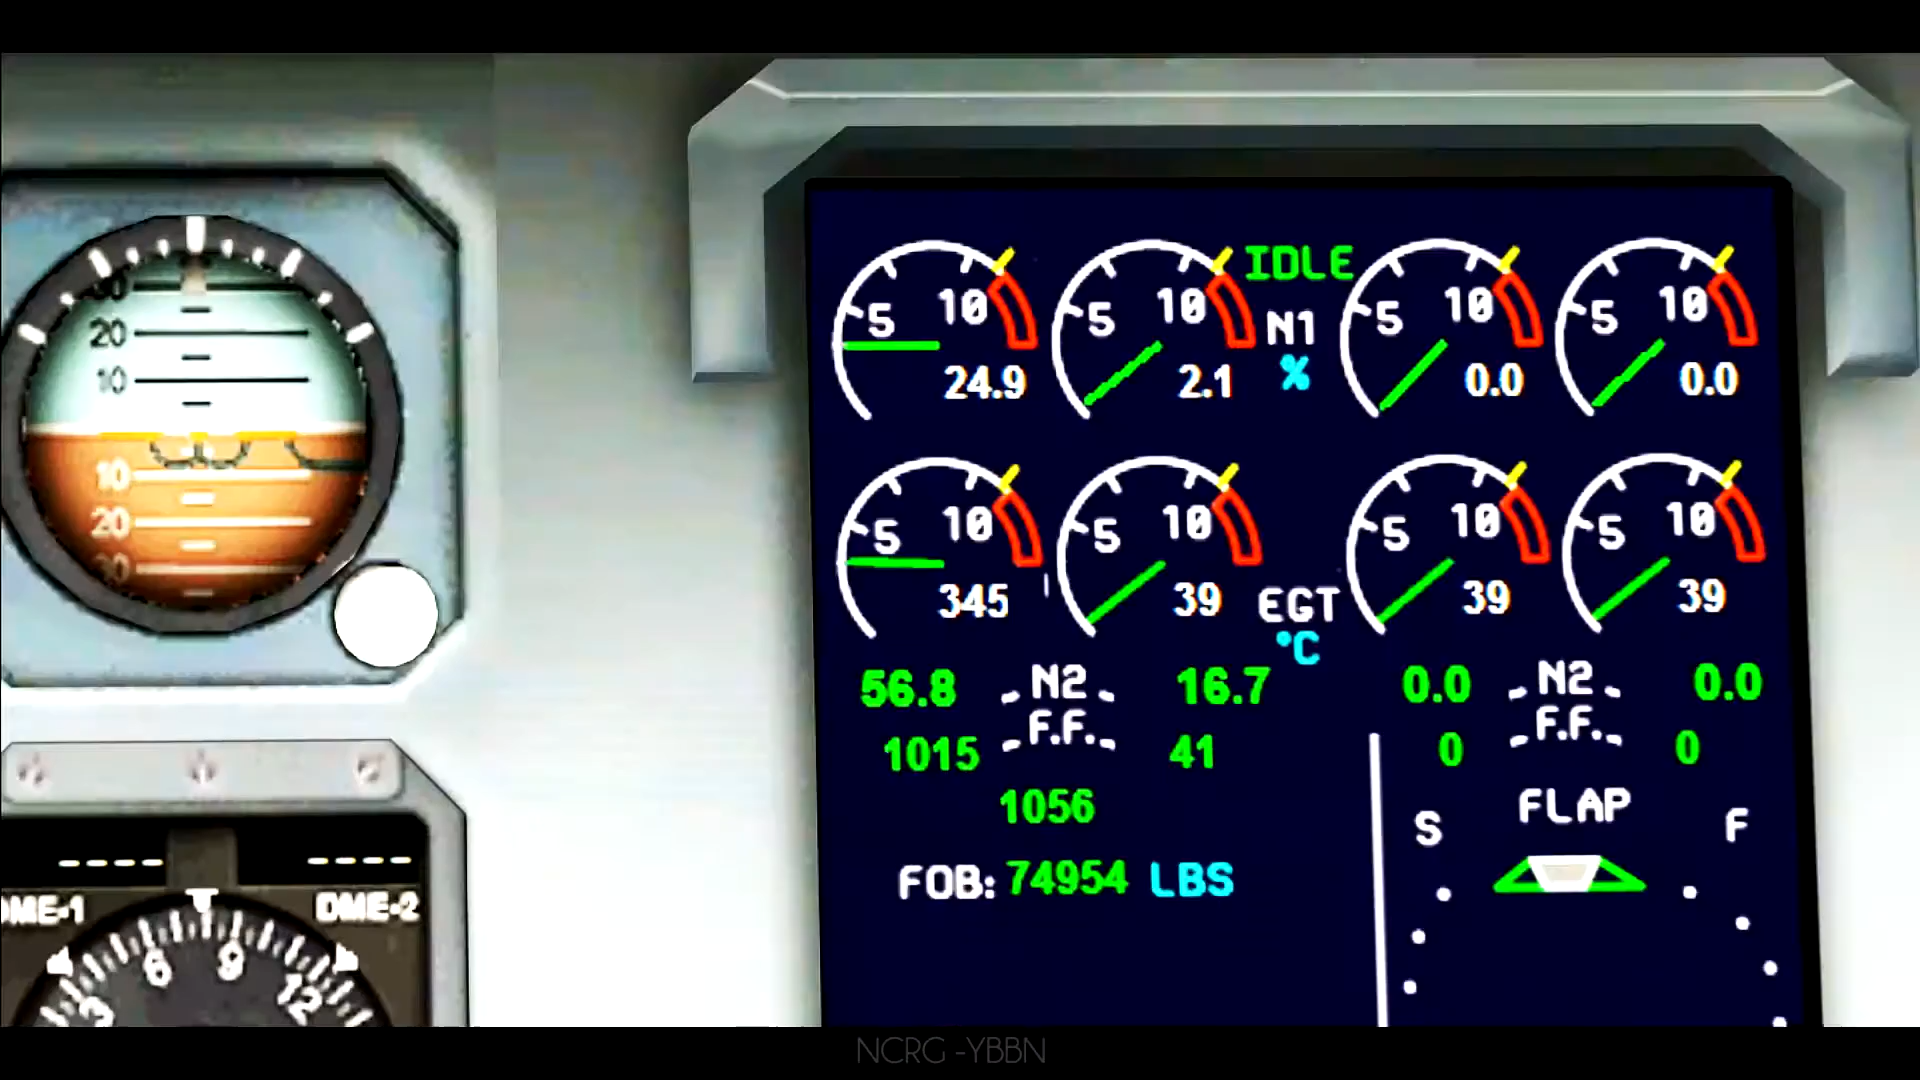 20
10
10
20
30
DME-1
DME-2
3
6
9
12
IDLE
5 10
24.9
5 10
2.1
N1
%
5 10
0.0
5 10
0.0
5 10
345
5 10
39
EGT
°C
5 10
39
5 10
39
56.8 N2 16.7
1015 F.F. 41
1056
FOB: 74954 LBS
0.0 N2 0.0
0 F.F. 0
S FLAP F
NCRG -YBBN